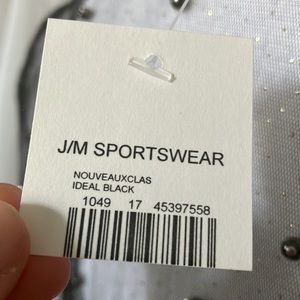 J/M SPORTSWEAR
NOUVEAUXCLAS
IDEAL BLACK
1049 17 45397558